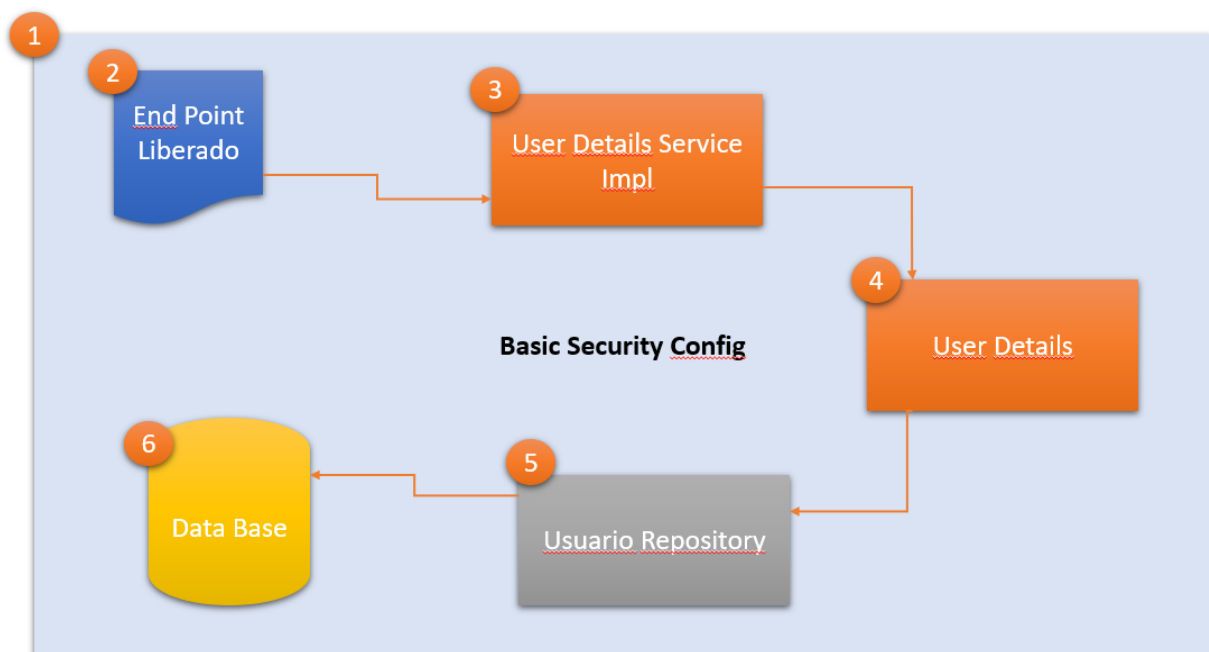 1
2
End Point
Liberado
3
User Details Service
Impl
4
User Details
Basic Security Config
5
Usuario Repository
6
Data Base